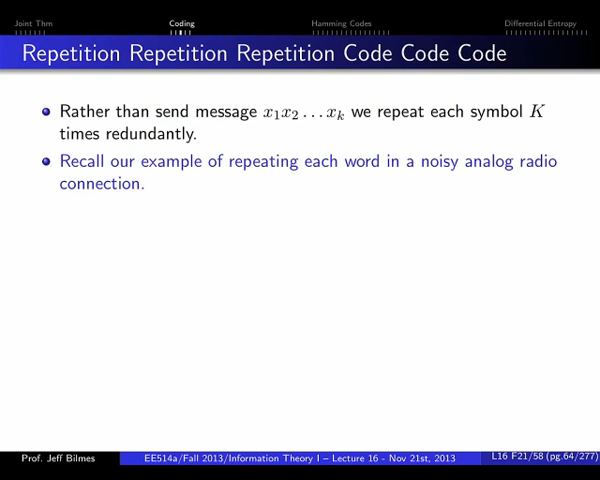 Joint Thm Coding Hamming Codes Differential Entropy
Repetition Repetition Repetition Code Code Code
Rather than send message x₁x₂ … xₖ we repeat each symbol K
times redundantly.
Recall our example of repeating each word in a noisy analog radio
connection.
Prof. Jeff Bilmes EE514a/Fall 2013/Information Theory I – Lecture 16 - Nov 21st, 2013 L16 F21/58 (pg.64/277)